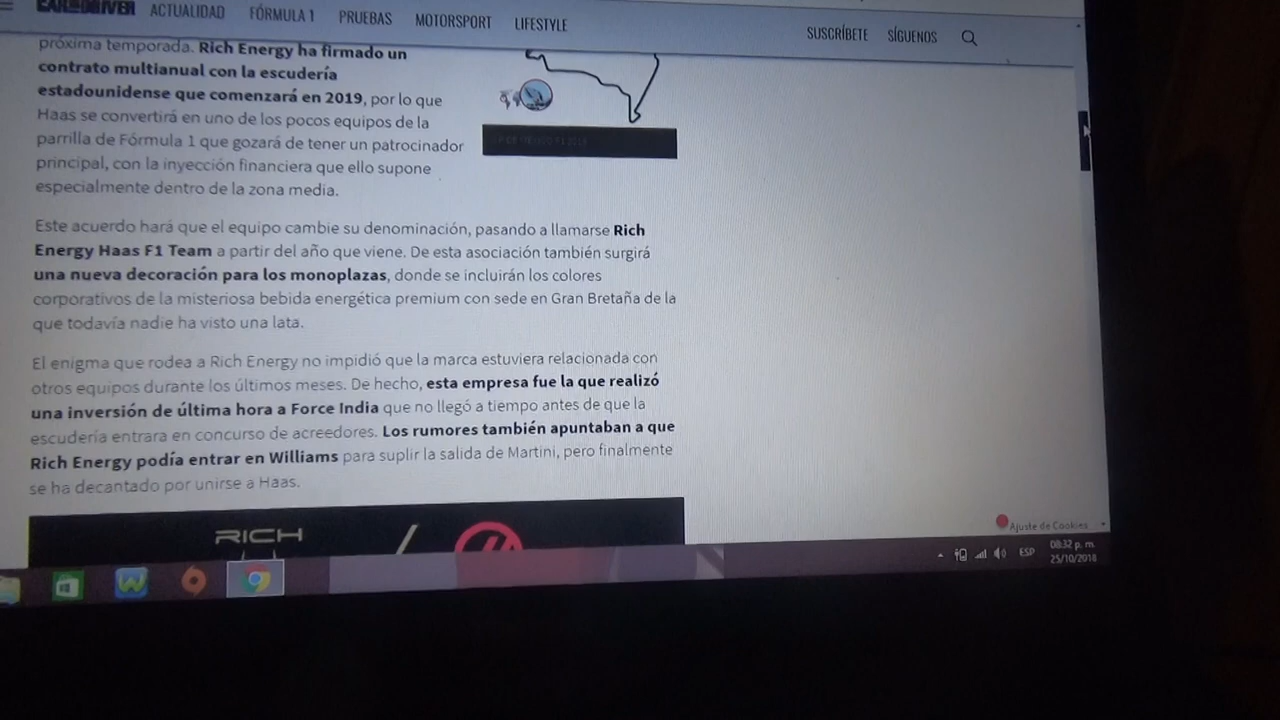 CAR AND DRIVER ACTUALIDAD FÓRMULA 1 PRUEBAS MOTORSPORT LIFESTYLE SUSCRÍBETE SÍGUENOS
próxima temporada. Rich Energy ha firmado un
contrato multianual con la escudería
estadounidense que comenzará en 2019, por lo que
Haas se convertirá en uno de los pocos equipos de la
parrilla de Fórmula 1 que gozará de tener un patrocinador
principal, con la inyección financiera que ello supone
especialmente dentro de la zona media.
Este acuerdo hará que el equipo cambie su denominación, pasando a llamarse Rich
Energy Haas F1 Team a partir del año que viene. De esta asociación también surgirá
una nueva decoración para los monoplazas, donde se incluirán los colores
corporativos de la misteriosa bebida energética premium con sede en Gran Bretaña de la
que todavía nadie ha visto una lata.
El enigma que rodea a Rich Energy no impidió que la marca estuviera relacionada con
otros equipos durante los últimos meses. De hecho, esta empresa fue la que realizó
una inversión de última hora a Force India que no llegó a tiempo antes de que la
escudería entrara en concurso de acreedores. Los rumores también apuntaban a que
Rich Energy podía entrar en Williams para suplir la salida de Martini, pero finalmente
se ha decantado por unirse a Haas.
RICH
Ajuste de Cookies
ESP
08:32 p. m.
25/10/2018